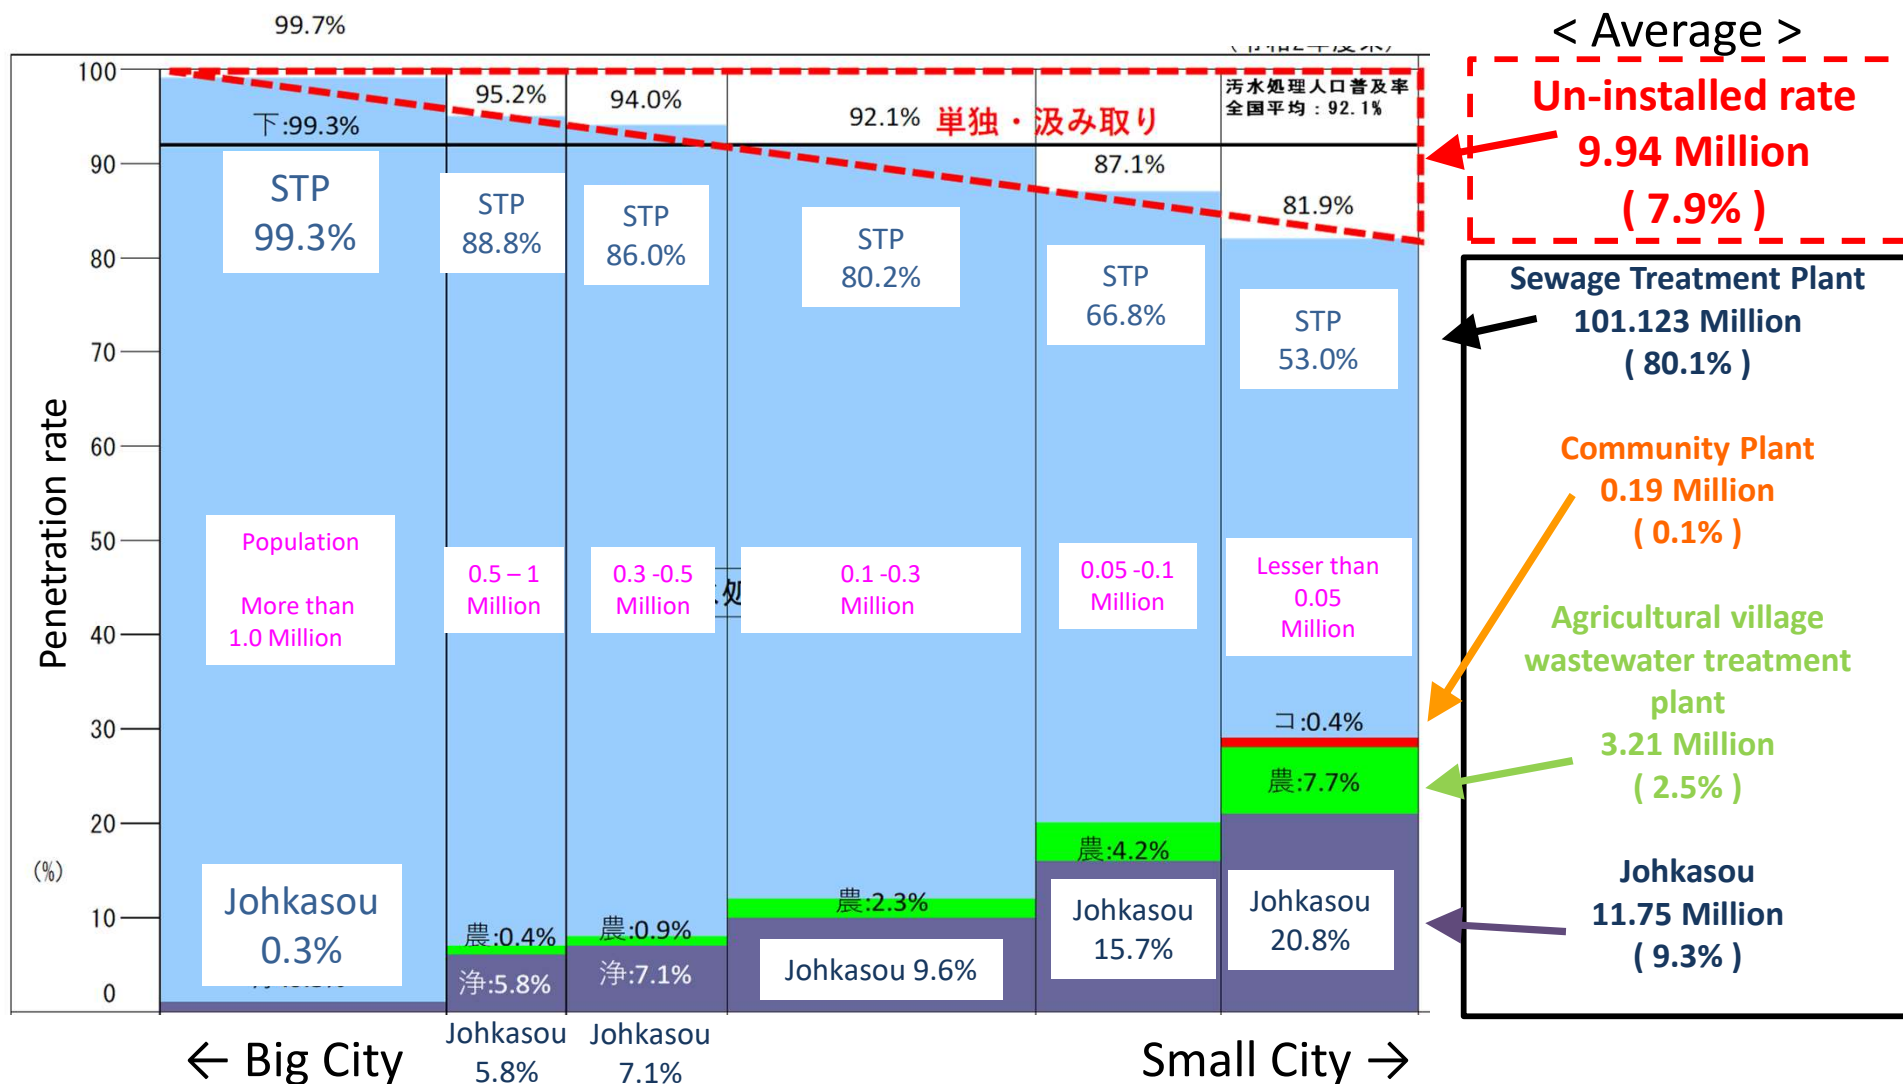 99.7%
< Average >
100
90
80
70
60
50
40
30
20
10
0
(%)
Penetration rate
95.2%
94.0%
92.1%
単独・汲み取り
汚水処理人口普及率
全国平均：92.1%
87.1%
81.9%
下:99.3%
STP
99.3%
STP
88.8%
STP
86.0%
STP
80.2%
STP
66.8%
STP
53.0%
Population
More than
1.0 Million
0.5 – 1
Million
0.3 -0.5
Million
処
0.1 -0.3
Million
0.05 -0.1
Million
Lesser than
0.05
Million
コ:0.4%
農:7.7%
農:4.2%
農:2.3%
農:0.9%
農:0.4%
Johkasou
0.3%
浄:5.8%
浄:7.1%
Johkasou 9.6%
Johkasou
15.7%
Johkasou
20.8%
Johkasou
5.8%
Johkasou
7.1%
← Big City
Small City →
Un-installed rate
9.94 Million
( 7.9% )
Sewage Treatment Plant
101.123 Million
( 80.1% )
Community Plant
0.19 Million
( 0.1% )
Agricultural village
wastewater treatment
plant
3.21 Million
( 2.5% )
Johkasou
11.75 Million
( 9.3% )